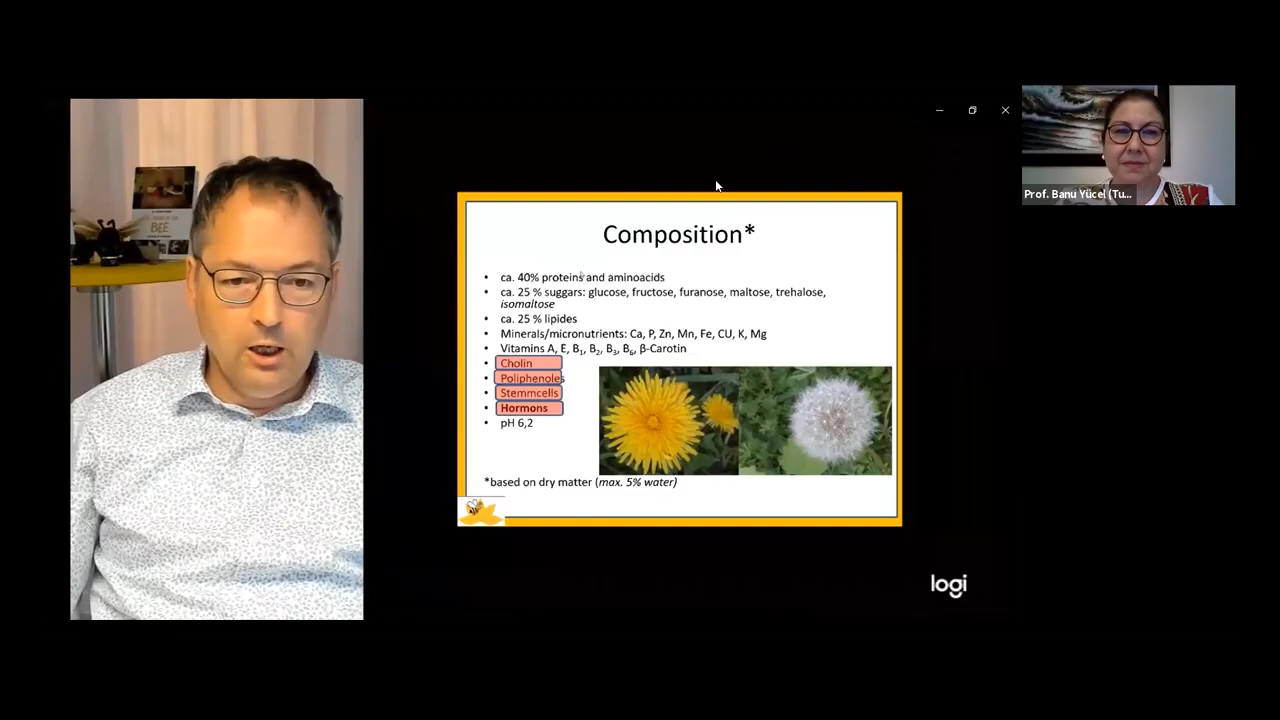 BEE
Prof. Banu Yücel (Tu...
Composition*
• ca. 40% proteins and aminoacids
• ca. 25 % suggars: glucose, fructose, furanose, maltose, trehalose,
isomaltose
• ca. 25 % lipides
• Minerals/micronutrients: Ca, P, Zn, Mn, Fe, CU, K, Mg
• Vitamins A, E, B₁, B₂, B₃, B₆, β-Carotin
• Cholin
• Poliphenoles
• Stemmcells
• Hormons
• pH 6,2
*based on dry matter (max. 5% water)
logi